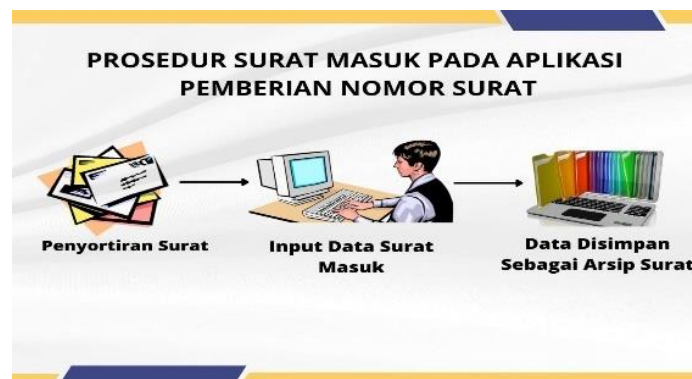 PROSEDUR SURAT MASUK PADA APLIKASI
PEMBERIAN NOMOR SURAT
Penyortiran Surat
Input Data Surat
Masuk
Data Disimpan
Sebagai Arsip Surat